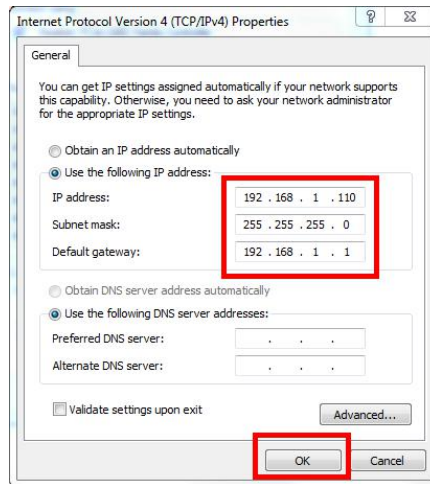 Internet Protocol Version 4 (TCP/IPv4) Properties
General
You can get IP settings assigned automatically if your network supports
this capability. Otherwise, you need to ask your network administrator
for the appropriate IP settings.
Obtain an IP address automatically
Use the following IP address:
IP address: 192 . 168 . 1 . 110
Subnet mask: 255 . 255 . 255 . 0
Default gateway: 192 . 168 . 1 . 1
Obtain DNS server address automatically
Use the following DNS server addresses:
Preferred DNS server: . . .
Alternate DNS server: . . .
Validate settings upon exit
Advanced...
OK Cancel